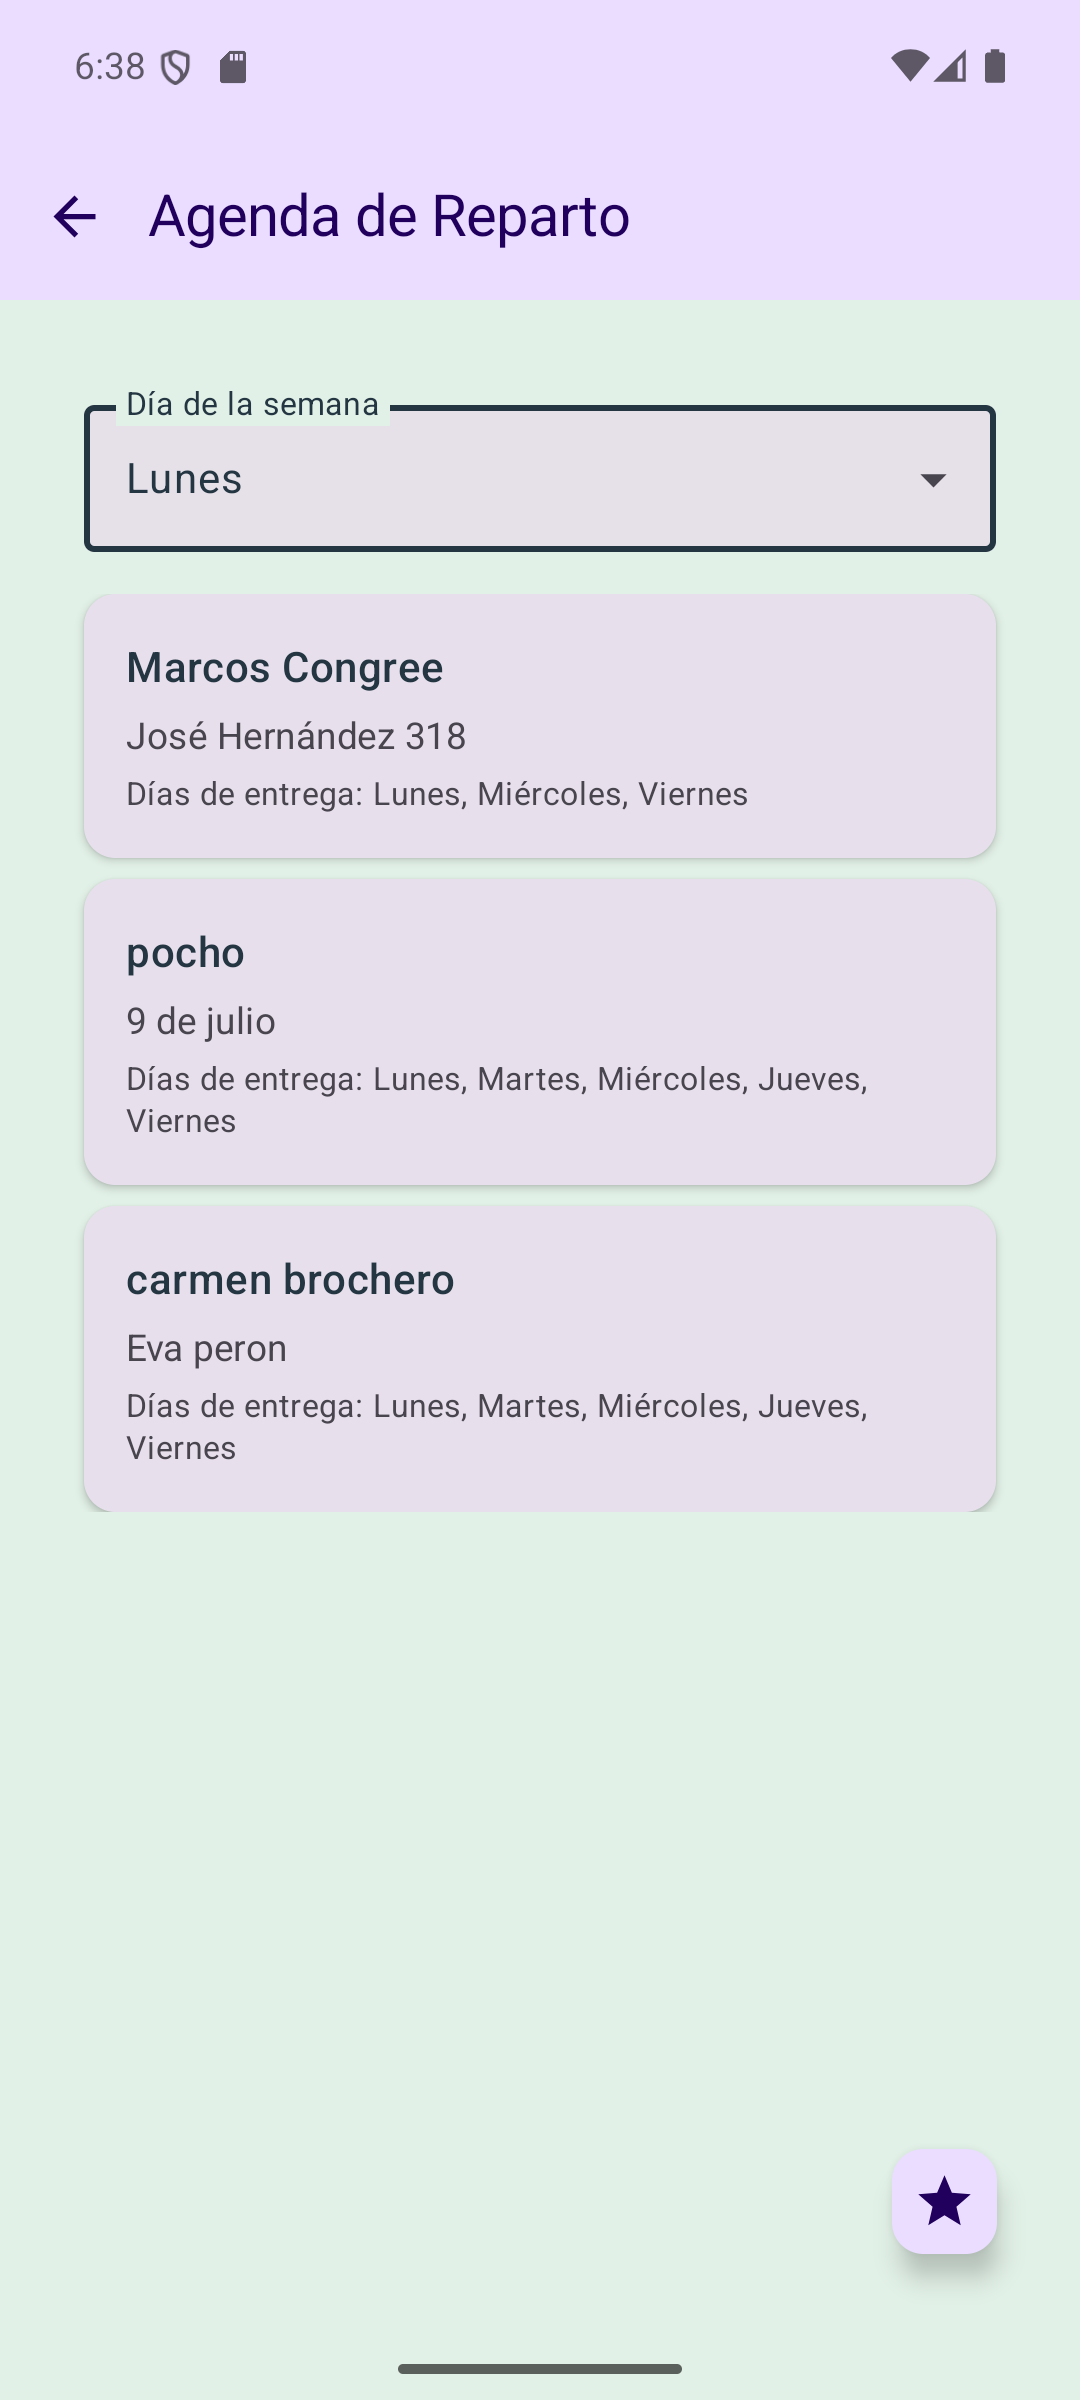 6:38
Agenda de Reparto
Día de la semana
Lunes
Marcos Congree
José Hernández 318
Días de entrega: Lunes, Miércoles, Viernes
pocho
9 de julio
Días de entrega: Lunes, Martes, Miércoles, Jueves,
Viernes
carmen brochero
Eva peron
Días de entrega: Lunes, Martes, Miércoles, Jueves,
Viernes